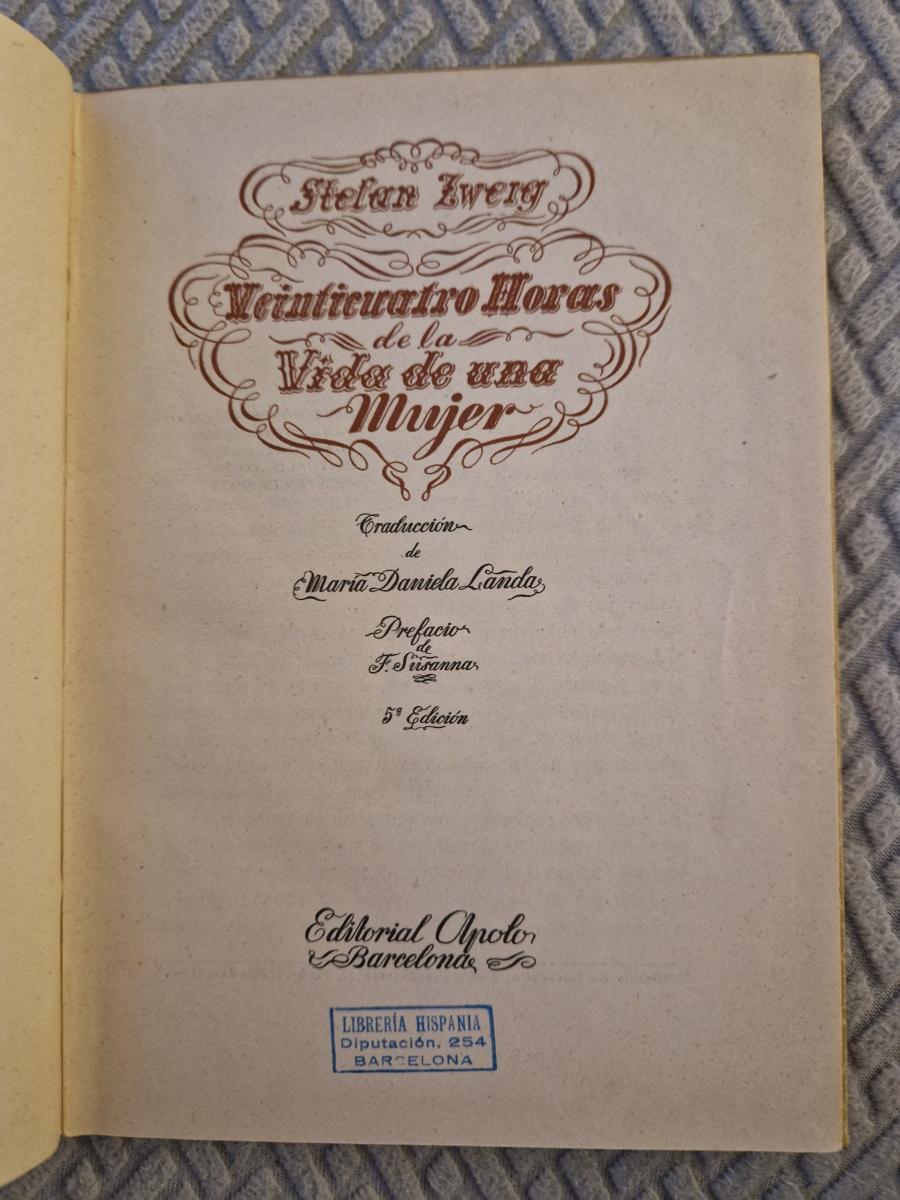 Stefan Zweig
Veinticuatro Horas
de la
Vida de una
Mujer
Traducción
de
María Daniela Landa
Prefacio
de
F. Susanna
5ª Edición
Editorial Apolo
Barcelona
LIBRERÍA HISPANIA
Diputación, 254
BARCELONA